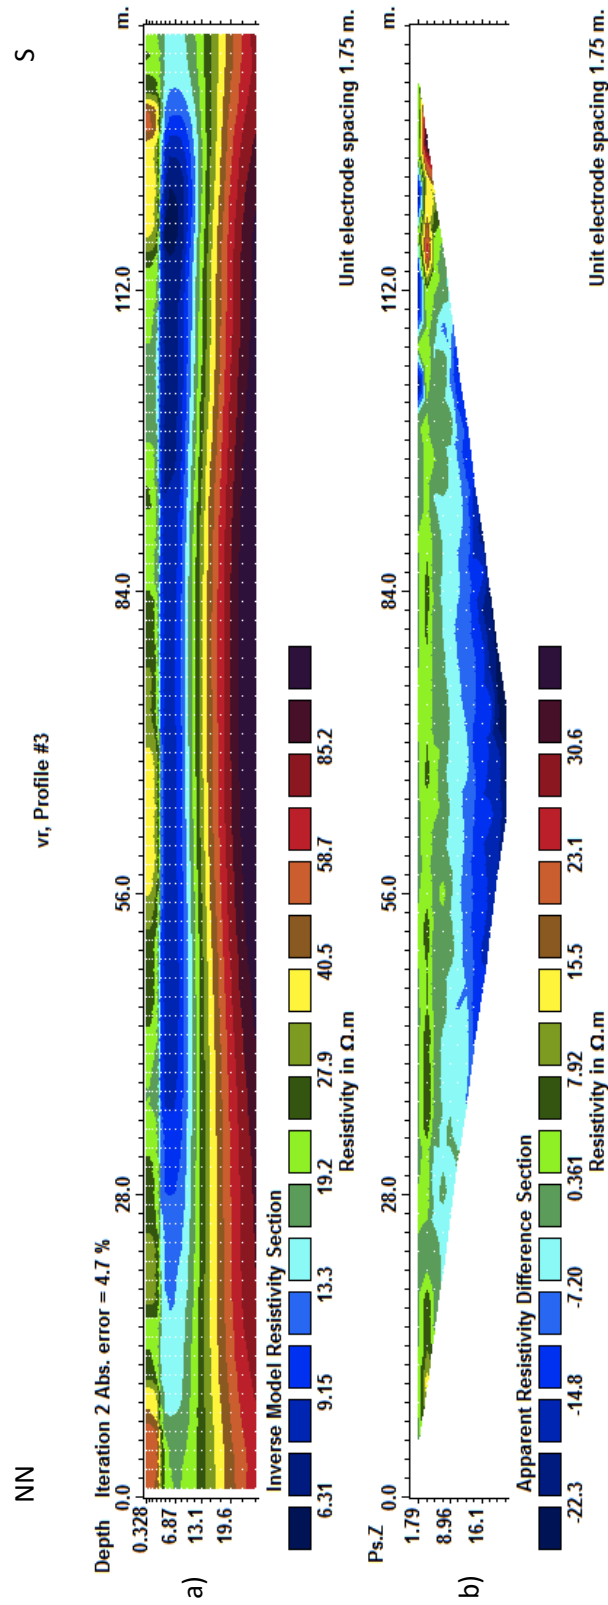 NN S
vr, Profile #3
a)
Depth Iteration 2 Abs. error = 4.7 %
0.0 28.0 56.0 84.0 112.0 m.
0.328
6.87
13.1
19.6
Inverse Model Resistivity Section
6.31 9.15 13.3 19.2 27.9 40.5 58.7 85.2
Resistivity in Ω.m
Unit electrode spacing 1.75 m.
b)
Ps.Z
0.0 28.0 56.0 84.0 112.0 m.
1.79
8.96
16.1
Apparent Resistivity Difference Section
-22.3 -14.8 -7.20 0.361 7.92 15.5 23.1 30.6
Resistivity in Ω.m
Unit electrode spacing 1.75 m.